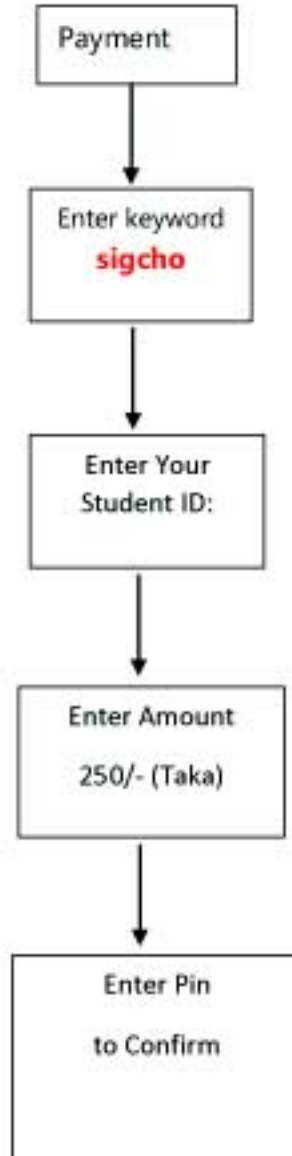 Payment
Enter keyword
sigcho
Enter Your
Student ID:
Enter Amount
250/- (Taka)
Enter Pin
to Confirm